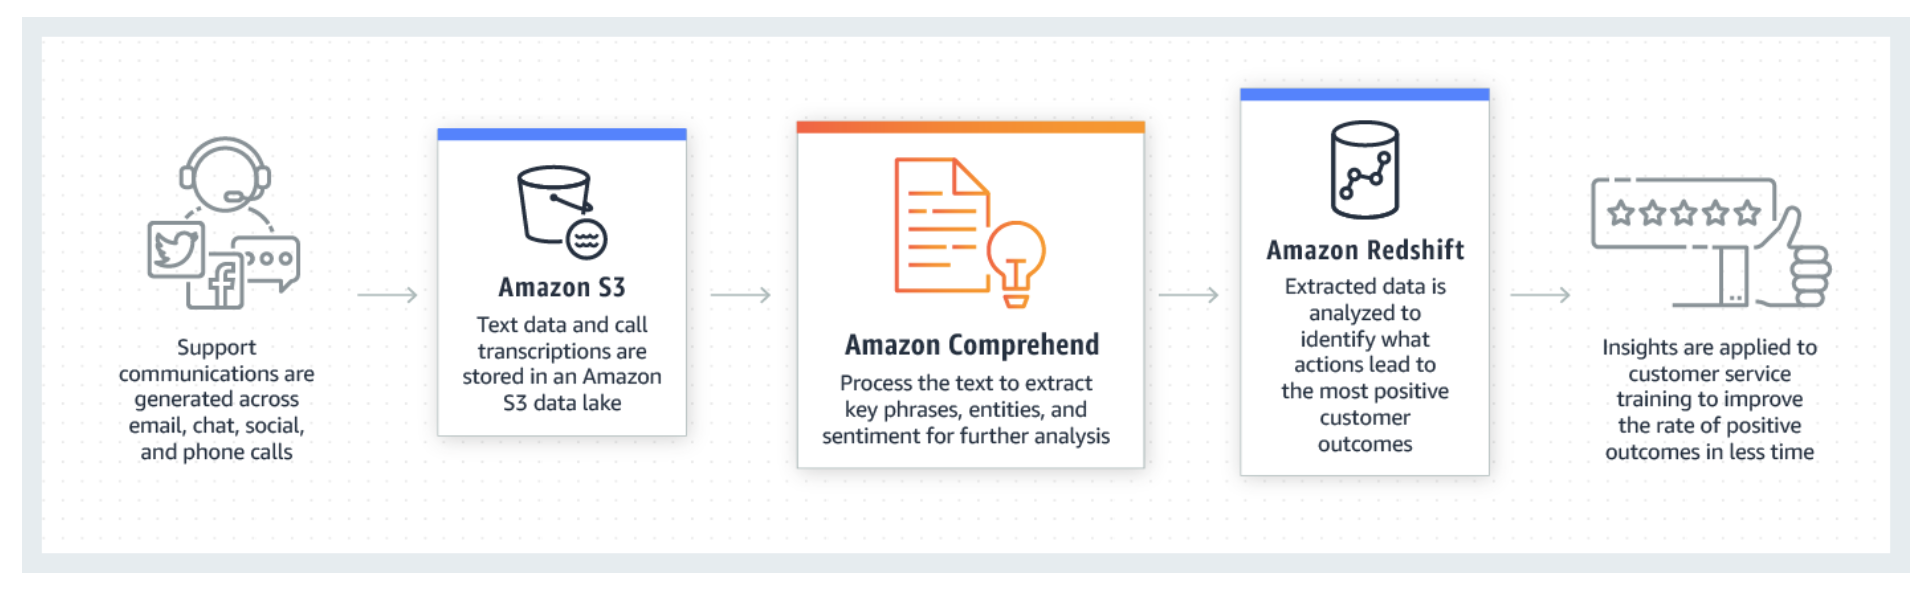 Support
communications are
generated across
email, chat, social,
and phone calls
Amazon S3
Text data and call
transcriptions are
stored in an Amazon
S3 data lake
Amazon Comprehend
Process the text to extract
key phrases, entities, and
sentiment for further analysis
Amazon Redshift
Extracted data is
analyzed to
identify what
actions lead to
the most positive
customer
outcomes
Insights are applied to
customer service
training to improve
the rate of positive
outcomes in less time